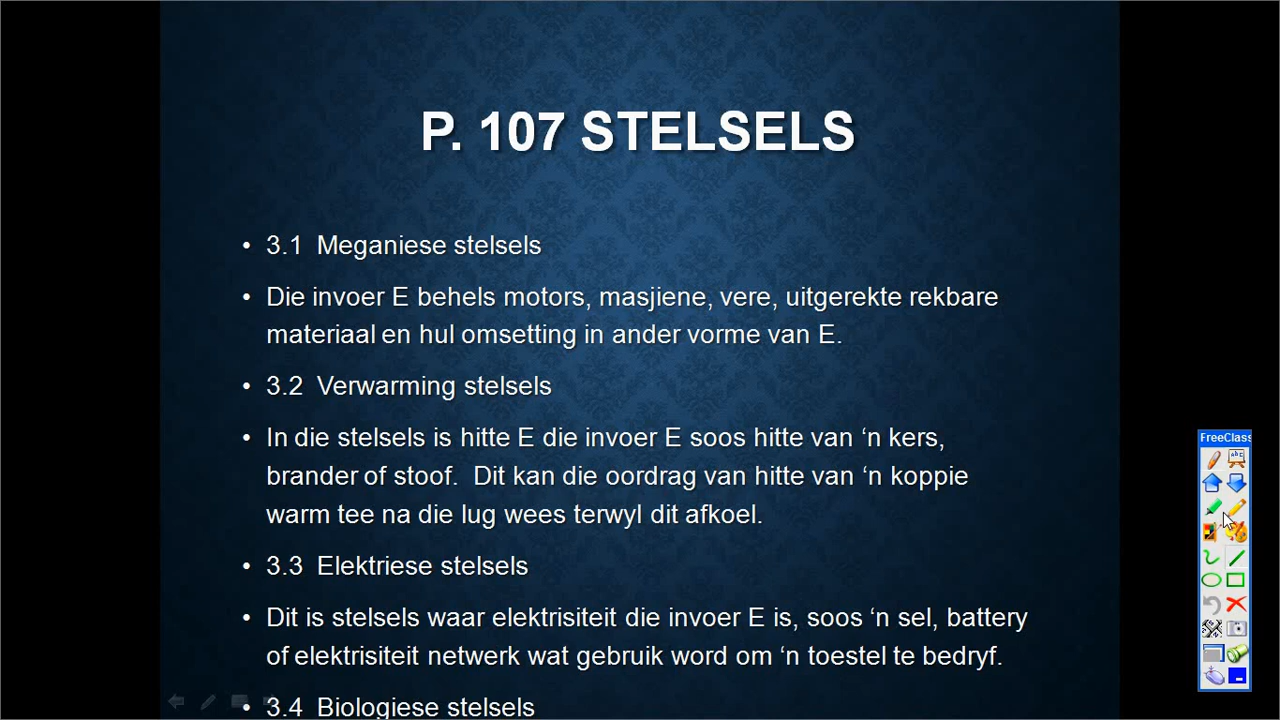 P. 107 STELSELS
• 3.1 Meganiese stelsels
• Die invoer E behels motors, masjiene, vere, uitgerekte rekbare
materiaal en hul omsetting in ander vorme van E.
• 3.2 Verwarming stelsels
• In die stelsels is hitte E die invoer E soos hitte van ‘n kers,
brander of stoof. Dit kan die oordrag van hitte van ‘n koppie
warm tee na die lug wees terwyl dit afkoel.
• 3.3 Elektriese stelsels
• Dit is stelsels waar elektrisiteit die invoer E is, soos ‘n sel, battery
of elektrisiteit netwerk wat gebruik word om ‘n toestel te bedryf.
• 3.4 Biologiese stelsels
FreeClass
abc